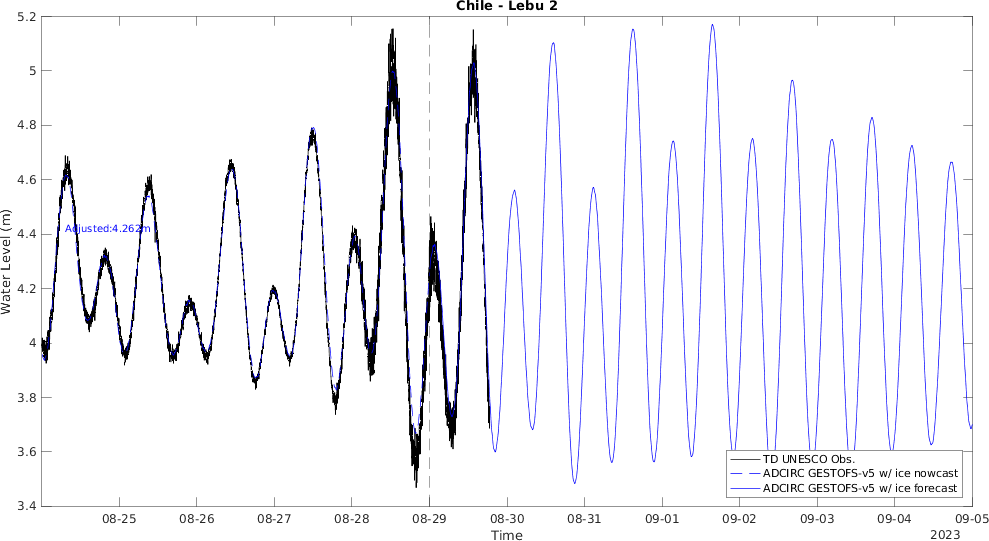 Chile - Lebu 2
5.2
5
4.8
4.6
4.4
4.2
4
3.8
3.6
3.4
Water Level (m)
Adjusted:4.262m
TD UNESCO Obs.
ADCIRC GESTOFS-v5 w/ ice nowcast
ADCIRC GESTOFS-v5 w/ ice forecast
08-25 08-26 08-27 08-28 08-29 08-30 08-31 09-01 09-02 09-03 09-04 09-05
Time
2023